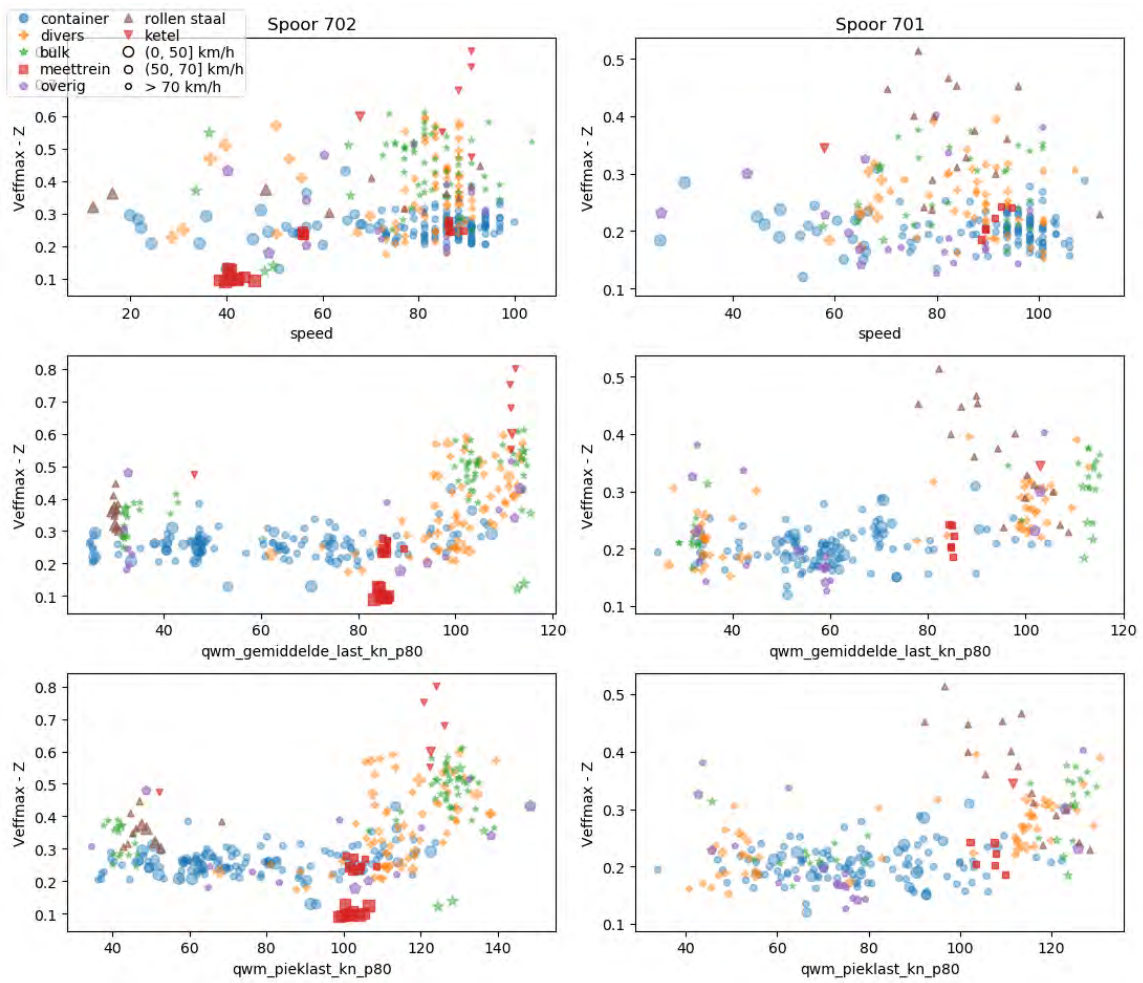 Spoor 702
Spoor 701
container
divers
bulk
meettrein
overig
rollen staal
ketel
(0, 50] km/h
(50, 70] km/h
> 70 km/h
Veffmax - Z
0.6
0.5
0.4
0.3
0.2
0.1
20 40 60 80 100
speed
Veffmax - Z
0.5
0.4
0.3
0.2
0.1
40 60 80 100
speed
Veffmax - Z
0.8
0.7
0.6
0.5
0.4
0.3
0.2
0.1
40 60 80 100 120
qwm_gemiddelde_last_kn_p80
Veffmax - Z
0.5
0.4
0.3
0.2
0.1
40 60 80 100 120
qwm_gemiddelde_last_kn_p80
Veffmax - Z
0.8
0.7
0.6
0.5
0.4
0.3
0.2
0.1
40 60 80 100 120 140
qwm_pieklast_kn_p80
Veffmax - Z
0.5
0.4
0.3
0.2
0.1
40 60 80 100 120
qwm_pieklast_kn_p80